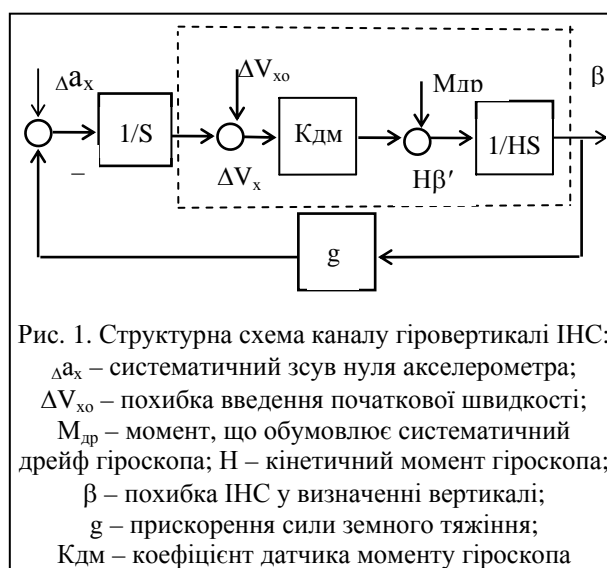 Δaₓ
ΔVₓₒ
Мдр
β
1/S
Кдм
1/HS
–
ΔVₓ
Hβ′
g
Рис. 1. Структурна схема каналу гіровертикалі ІНС:
Δaₓ – систематичний зсув нуля акселерометра;
ΔVₓₒ – похибка введення початкової швидкості;
Мдр – момент, що обумовлює систематичний
дрейф гіроскопа; Н – кінетичний момент гіроскопа;
β – похибка ІНС у визначенні вертикалі;
g – прискорення сили земного тяжіння;
Кдм – коефіцієнт датчика моменту гіроскопа